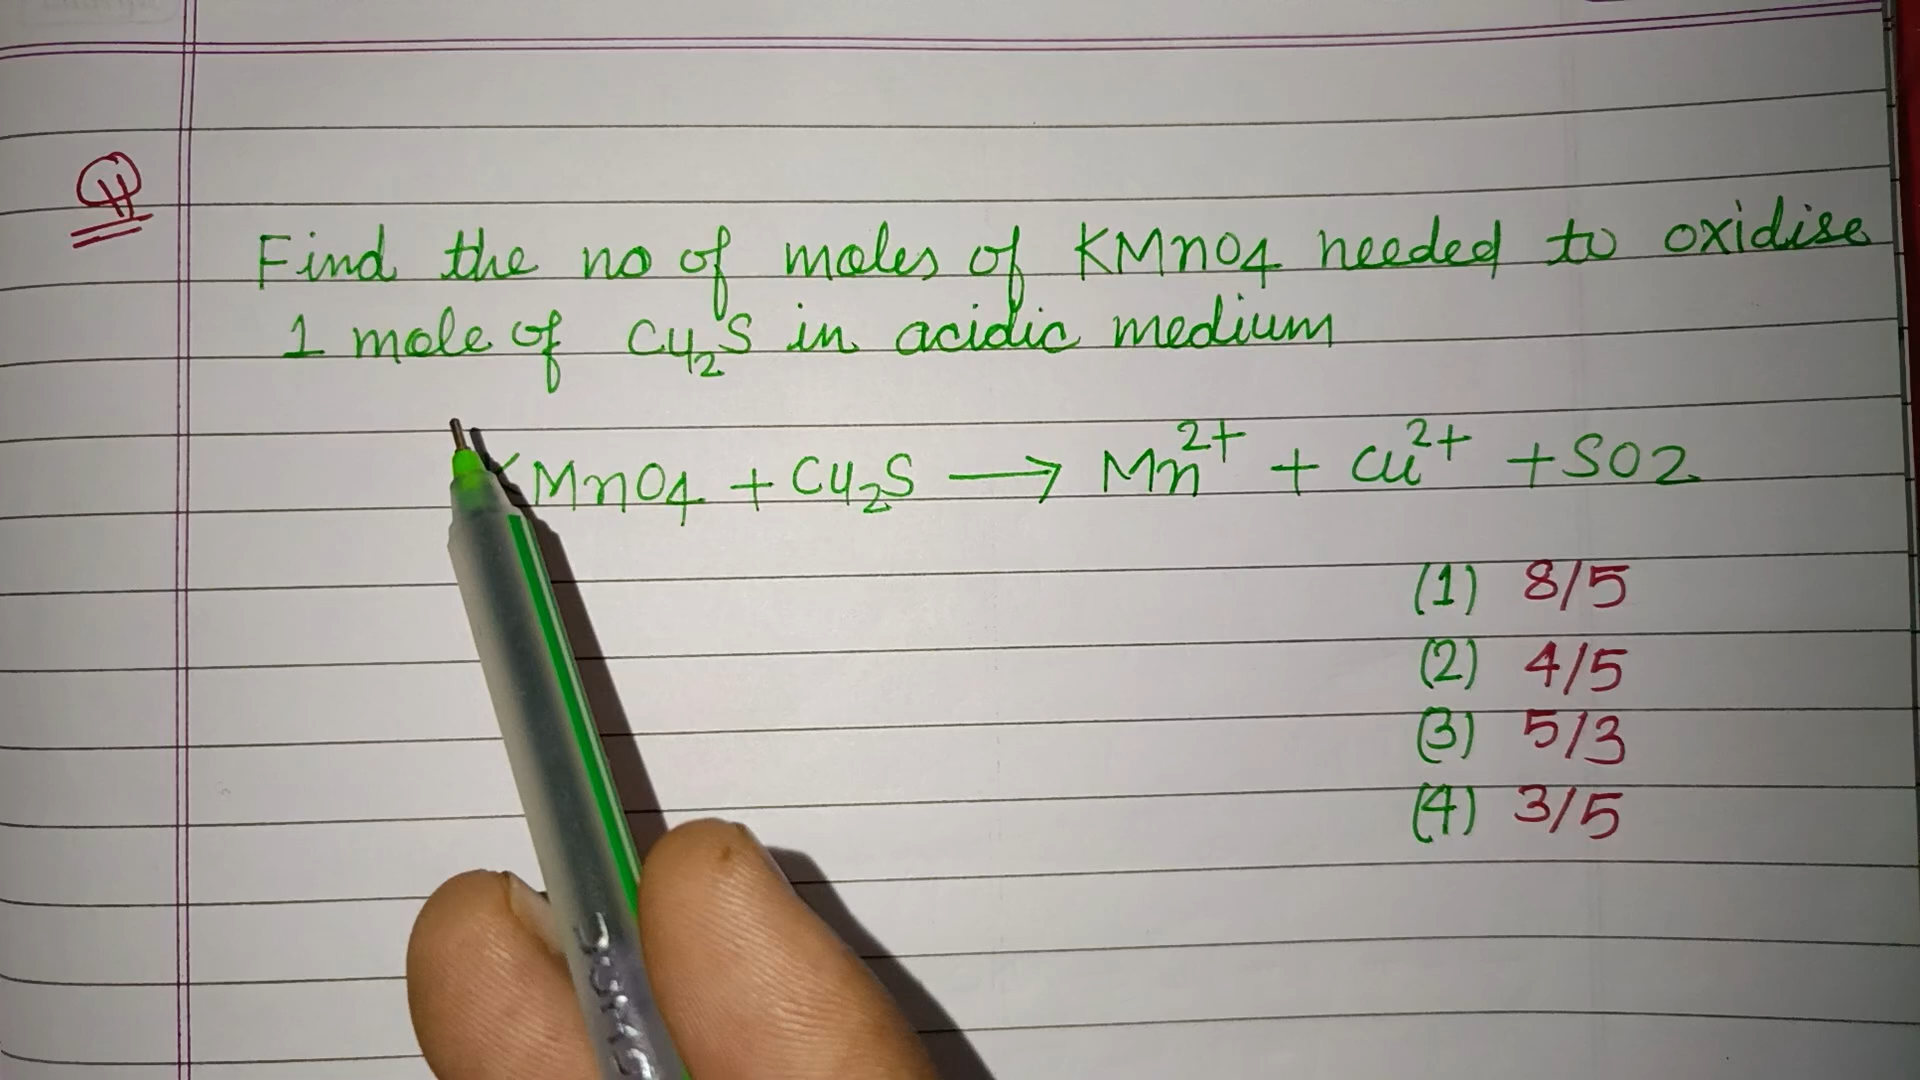 Q
Find the no of moles of KMnO4 needed to oxidise
1 mole of Cu₂S in acidic medium
KMnO4 + Cu₂S → Mn²⁺ + Cu²⁺ + SO2
(1) 8/5
(2) 4/5
(3) 5/3
(4) 3/5